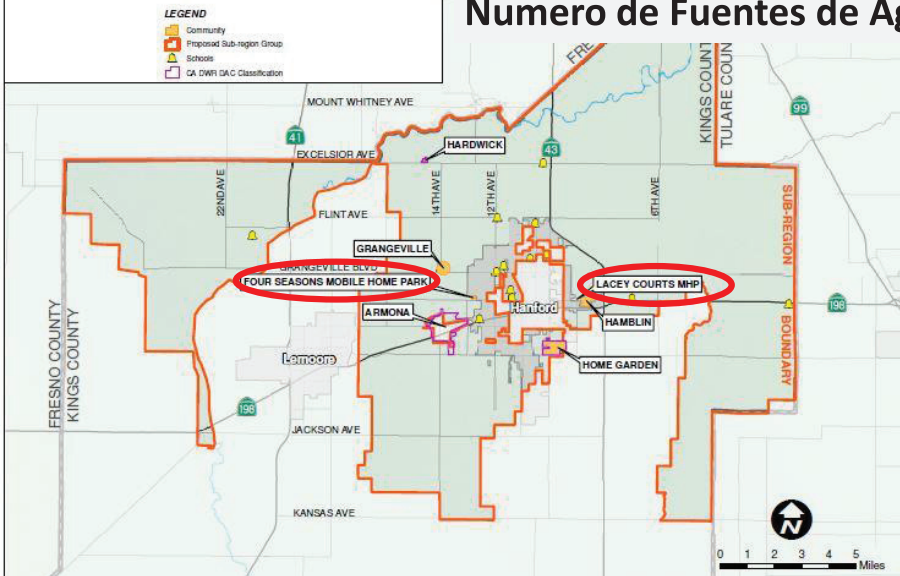 Numero de Fuentes de Ag
LEGEND
Community
Proposed Sub-region Group
Schools
CA DWR DAC Classification
FRE
KINGS COUNT
TULARE COUN
MOUNT WHITNEY AVE
99
41
43
HARDWICK
EXCELSIOR AVE
22ND AVE
14TH AVE
12TH AVE
6TH AVE
SUB-REGION
FLINT AVE
GRANGEVILLE
GRANGEVILLE BLVD
FOUR SEASONS MOBILE HOME PARK
LACEY COURTS MHP
198
Hanford
ARMONA
HAMBLIN
BOUNDARY
FRESNO COUNTY
KINGS COUNTY
Lemoore
HOME GARDEN
198
JACKSON AVE
KANSAS AVE
N
0 1 2 3 4 5
Miles